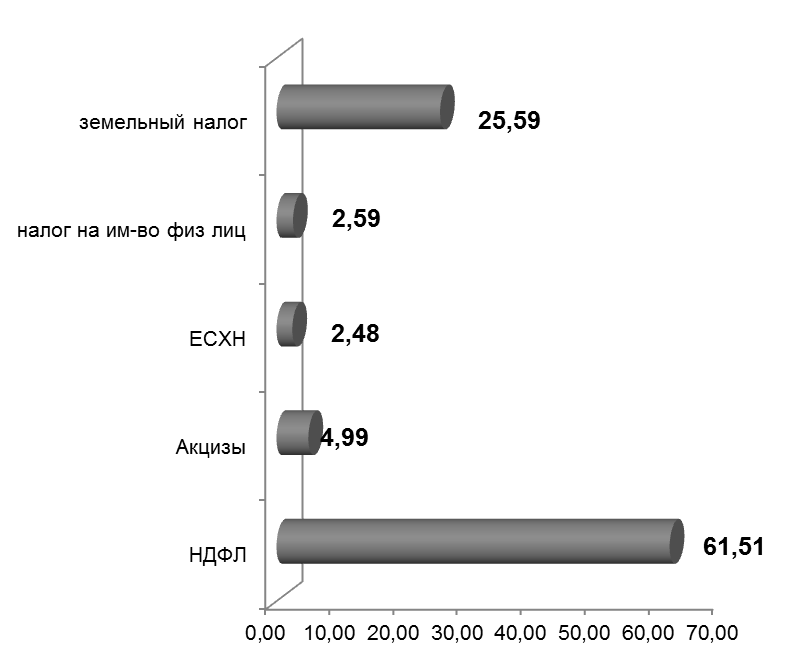 земельный налог
25,59
налог на им-во физ лиц
2,59
ЕСХН
2,48
Акцизы
4,99
НДФЛ
61,51
0,00 10,00 20,00 30,00 40,00 50,00 60,00 70,00